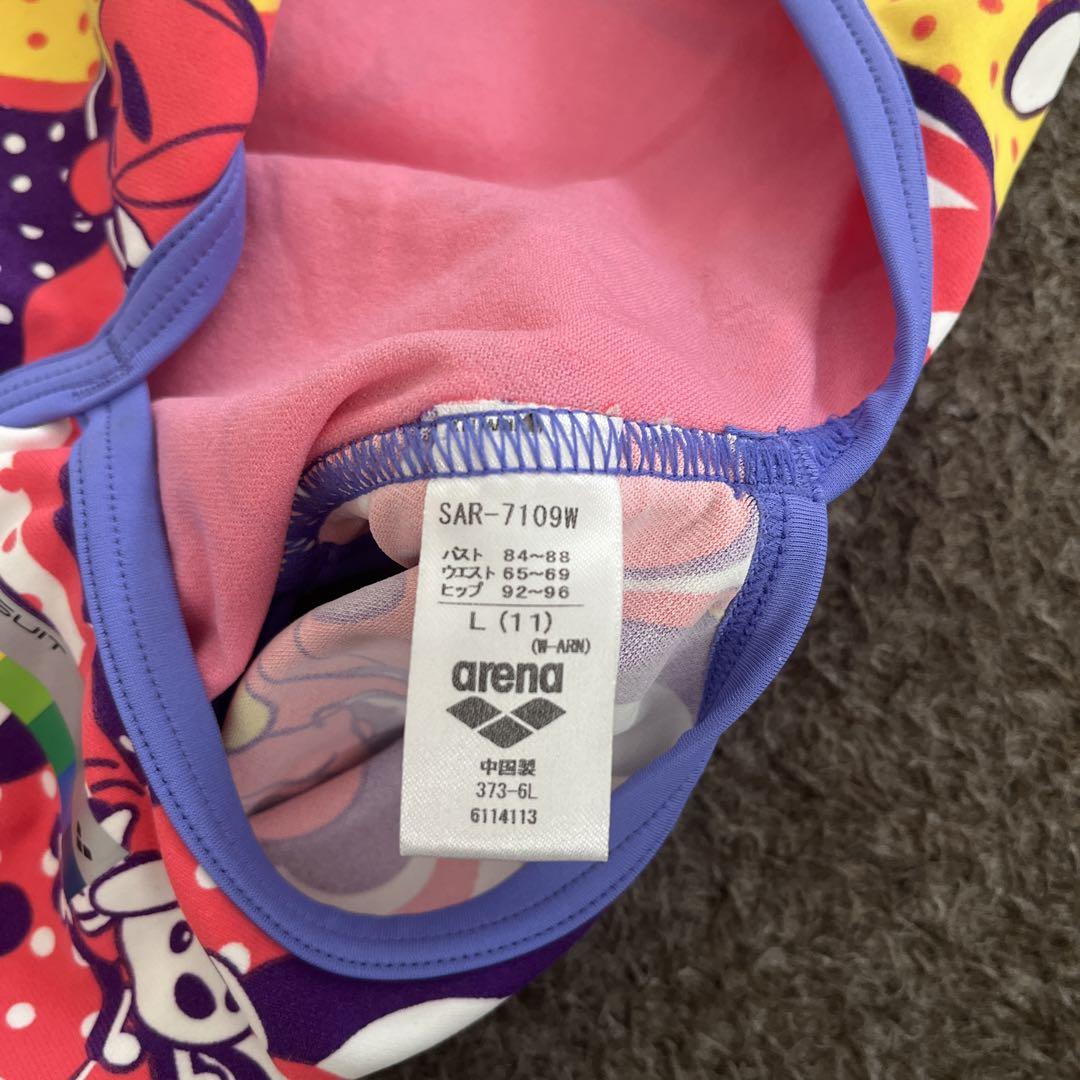 SUIT
SAR-7109W
バスト 84~88
ウエスト 65~69
ヒップ 92~96
L (11)
(W-ARN)
arena
中国製
373-6L
6114113